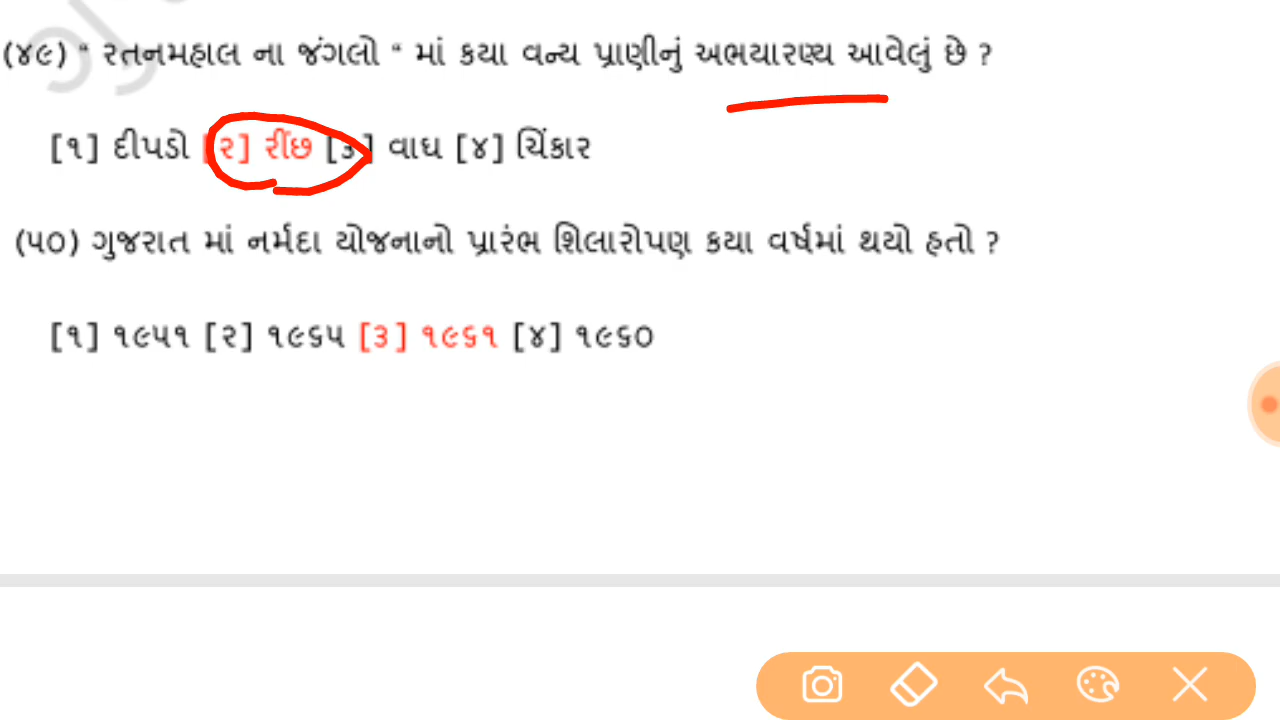 (૪૯) " રતનમહાલ ના જંગલો " માં કયા વન્ય પ્રાણીનું અભયારણ્ય આવેલું છે ?
[૧] દીપડો [૨] રીંછ [૩] વાઘ [૪] ચિંકાર
(૫૦) ગુજરાત માં નર્મદા યોજનાનો પ્રારંભ શિલારોપણ કયા વર્ષમાં થયો હતો ?
[૧] ૧૯૫૧ [૨] ૧૯૬૫ [૩] ૧૯૬૧ [૪] ૧૯૬૦